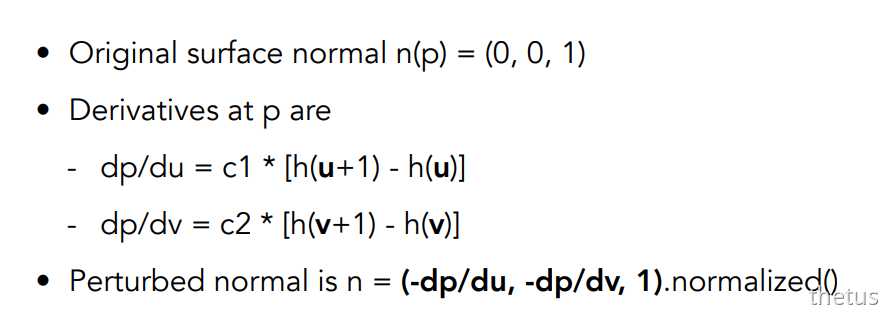 • Original surface normal n(p) = (0, 0, 1)
• Derivatives at p are
- dp/du = c1 * [h(u+1) - h(u)]
- dp/dv = c2 * [h(v+1) - h(v)]
• Perturbed normal is n = (-dp/du, -dp/dv, 1).normalized()
thetus